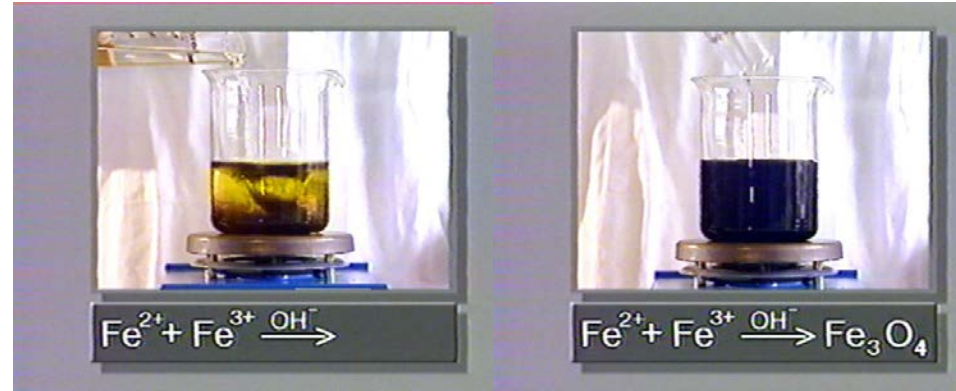 Fe²⁺ + Fe³⁺ OH⁻ →
Fe²⁺ + Fe³⁺ OH⁻ → Fe₃O₄